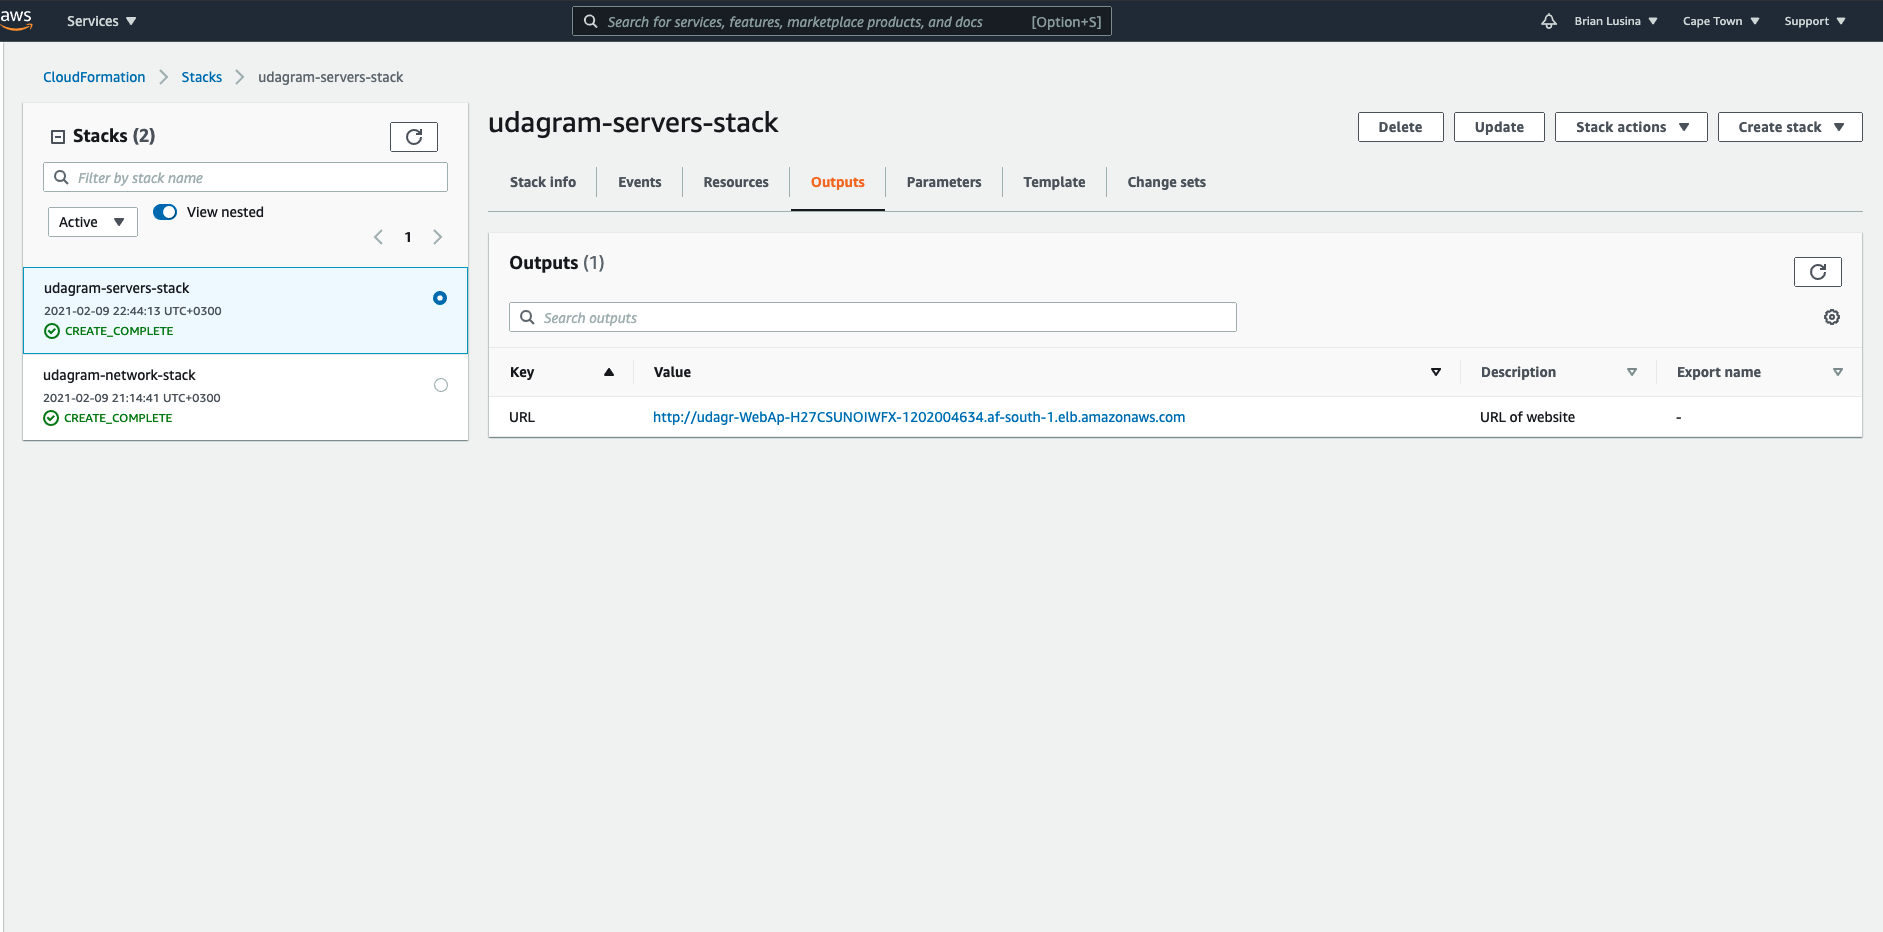 aws Services Search for services, features, marketplace products, and docs [Option+S] Brian Lusina Cape Town Support
CloudFormation Stacks udagram-servers-stack
Stacks (2)
Filter by stack name
Active View nested
1
udagram-servers-stack
2021-02-09 22:44:13 UTC+0300
CREATE_COMPLETE
udagram-network-stack
2021-02-09 21:14:41 UTC+0300
CREATE_COMPLETE
udagram-servers-stack
Delete Update Stack actions Create stack
Stack info Events Resources Outputs Parameters Template Change sets
Outputs (1)
Search outputs
Key Value Description Export name
URL http://udagr-WebAp-H27CSUNOIWFX-1202004634.af-south-1.elb.amazonaws.com URL of website -